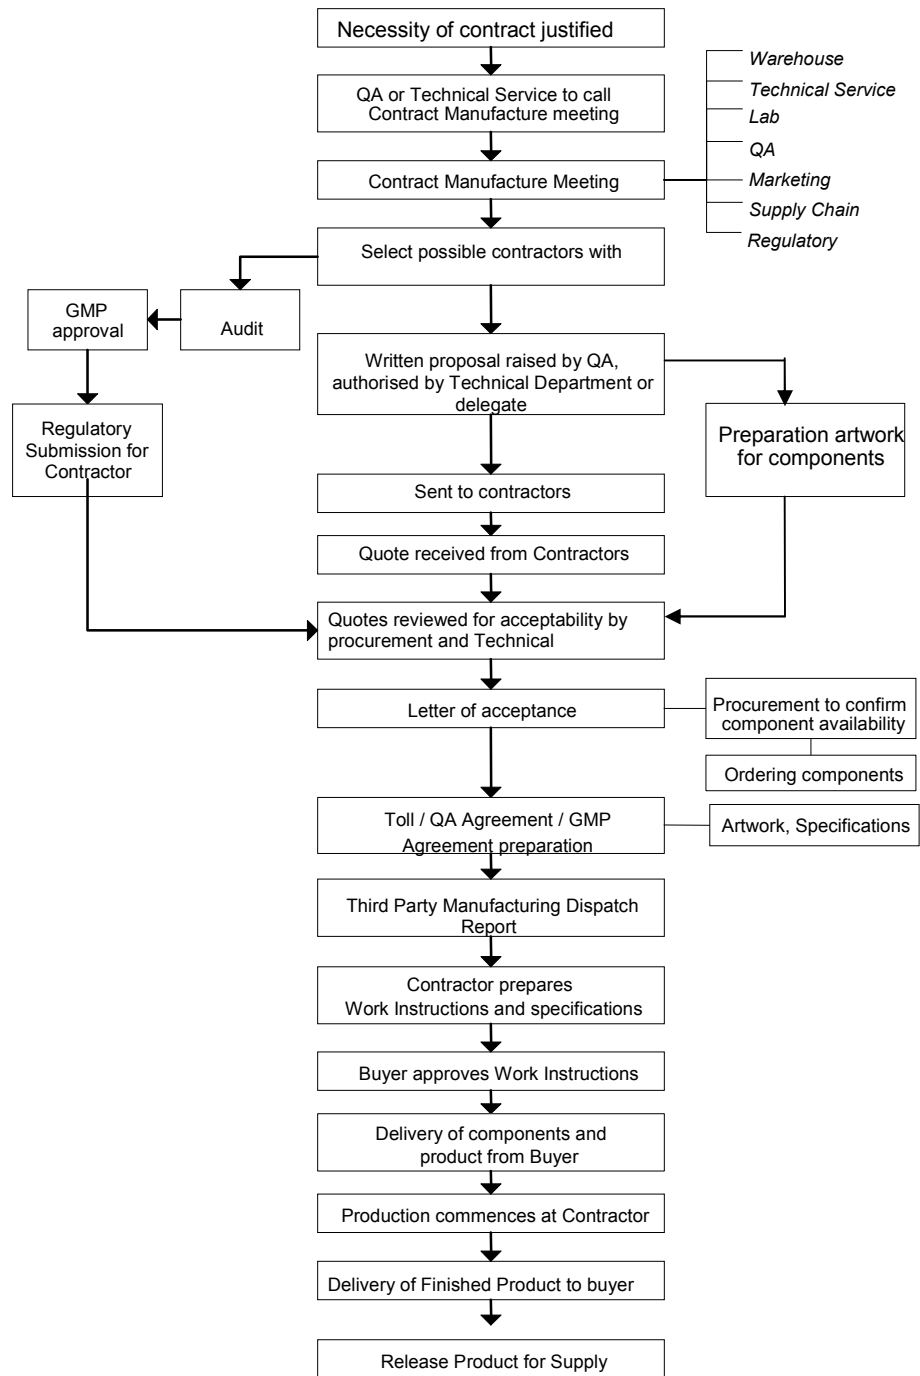 Necessity of contract justified
QA or Technical Service to call
Contract Manufacture meeting
Contract Manufacture Meeting
Warehouse
Technical Service
Lab
QA
Marketing
Supply Chain
Regulatory
Select possible contractors with
Audit
GMP
approval
Regulatory
Submission for
Contractor
Written proposal raised by QA,
authorised by Technical Department or
delegate
Preparation artwork
for components
Sent to contractors
Quote received from Contractors
Quotes reviewed for acceptability by
procurement and Technical
Letter of acceptance
Procurement to confirm
component availability
Ordering components
Toll / QA Agreement / GMP
Agreement preparation
Artwork, Specifications
Third Party Manufacturing Dispatch
Report
Contractor prepares
Work Instructions and specifications
Buyer approves Work Instructions
Delivery of components and
product from Buyer
Production commences at Contractor
Delivery of Finished Product to buyer
Release Product for Supply